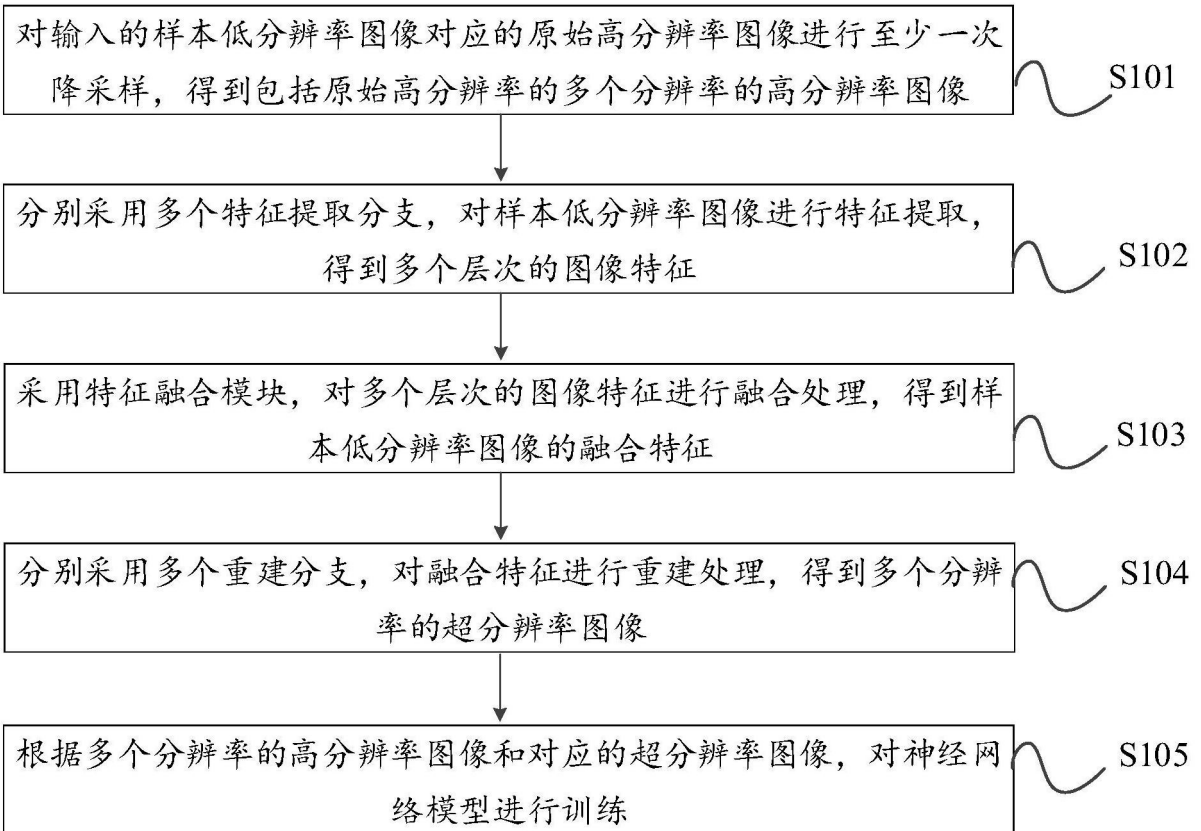 对输入的样本低分辨率图像对应的原始高分辨率图像进行至少一次
降采样，得到包括原始高分辨率的多个分辨率的高分辨率图像
S101
分别采用多个特征提取分支，对样本低分辨率图像进行特征提取，
得到多个层次的图像特征
S102
采用特征融合模块，对多个层次的图像特征进行融合处理，得到样
本低分辨率图像的融合特征
S103
分别采用多个重建分支，对融合特征进行重建处理，得到多个分辨
率的超分辨率图像
S104
根据多个分辨率的高分辨率图像和对应的超分辨率图像，对神经网
络模型进行训练
S105